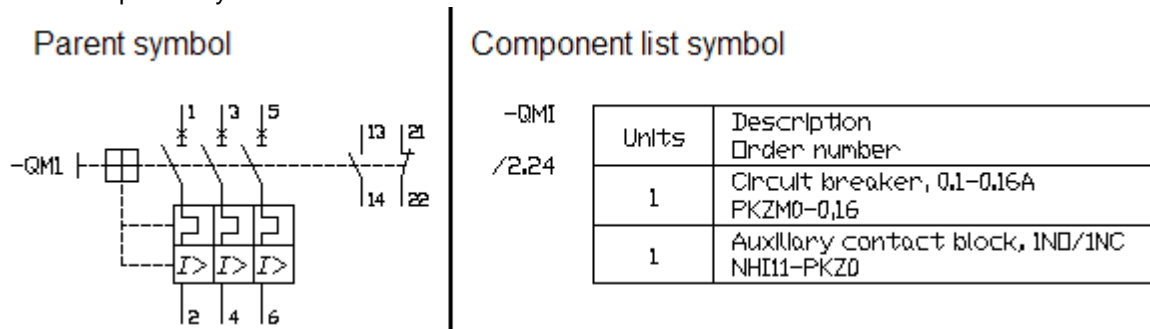 Parent symbol
Component list symbol
1 3 5
13 21
-QM1
14 22
I> I> I>
2 4 6
-QM1
/2.24
Units
Description
Order number
1
Circuit breaker, 0.1-0.16A
PKZM0-0,16
1
Auxiliary contact block, 1NO/1NC
NHI11-PKZ0